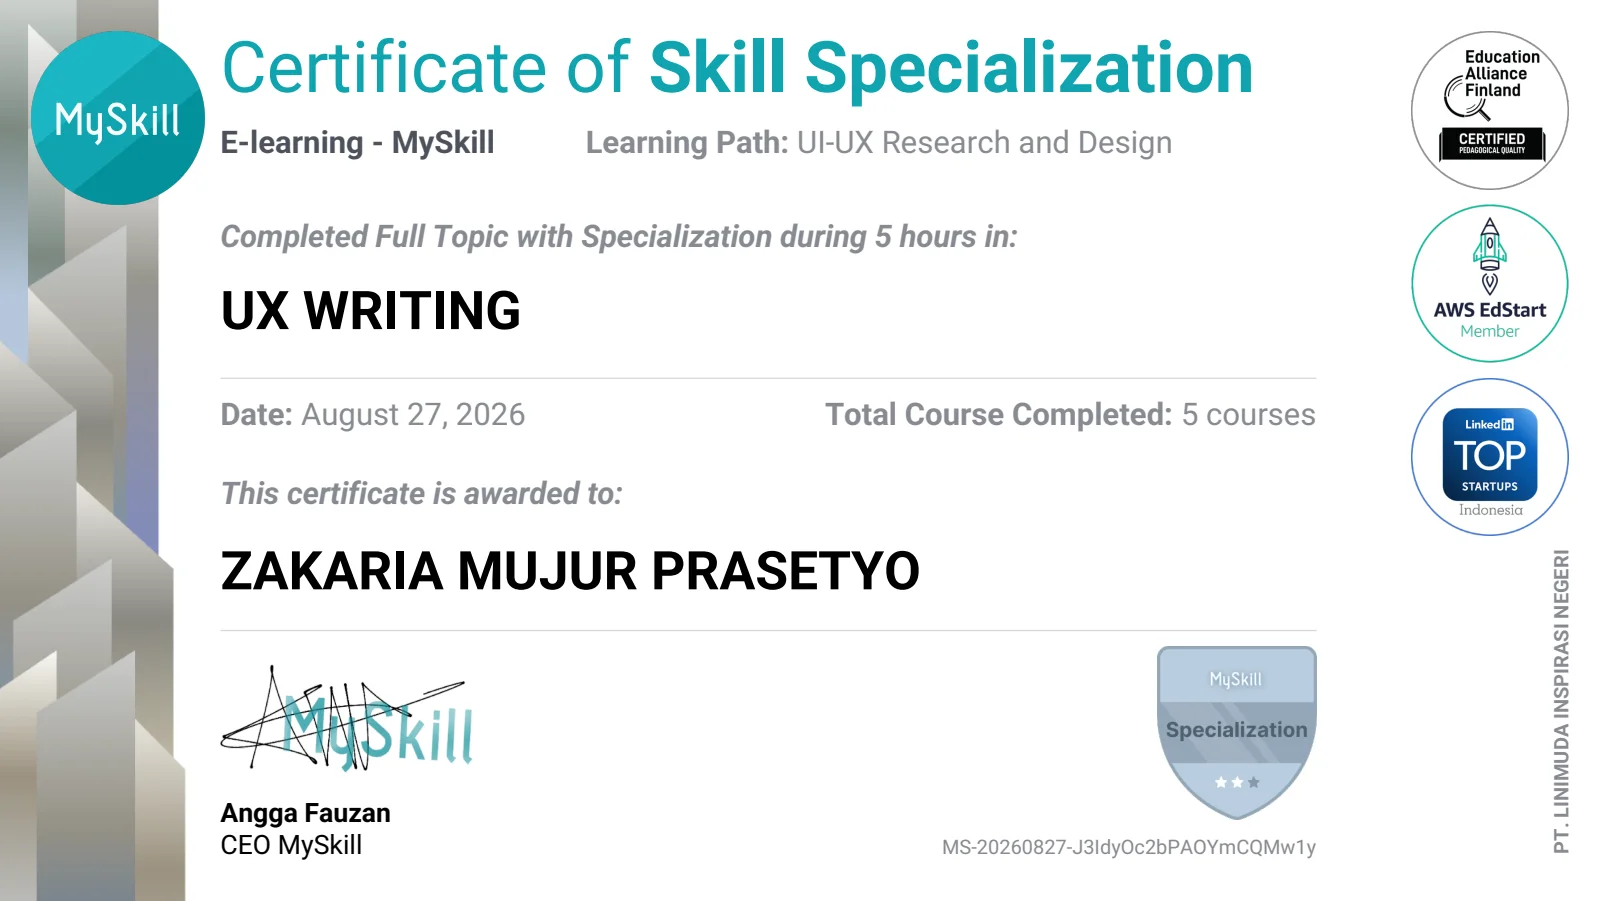 MySkill
Certificate of Skill Specialization
E-learning - MySkill
Learning Path: UI-UX Research and Design
Completed Full Topic with Specialization during 5 hours in:
UX WRITING
Date: August 27, 2026
Total Course Completed: 5 courses
This certificate is awarded to:
ZAKARIA MUJUR PRASETYO
MySkill
Angga Fauzan
CEO MySkill
MySkill
Specialization
MS-20260827-J3IdyOc2bPAOYmCQMw1y
Education
Alliance
Finland
CERTIFIED
PEDAGOGICAL QUALITY
AWS EdStart
Member
Linked in
TOP
STARTUPS
Indonesia
PT. LINIMUDA INSPIRASI NEGERI